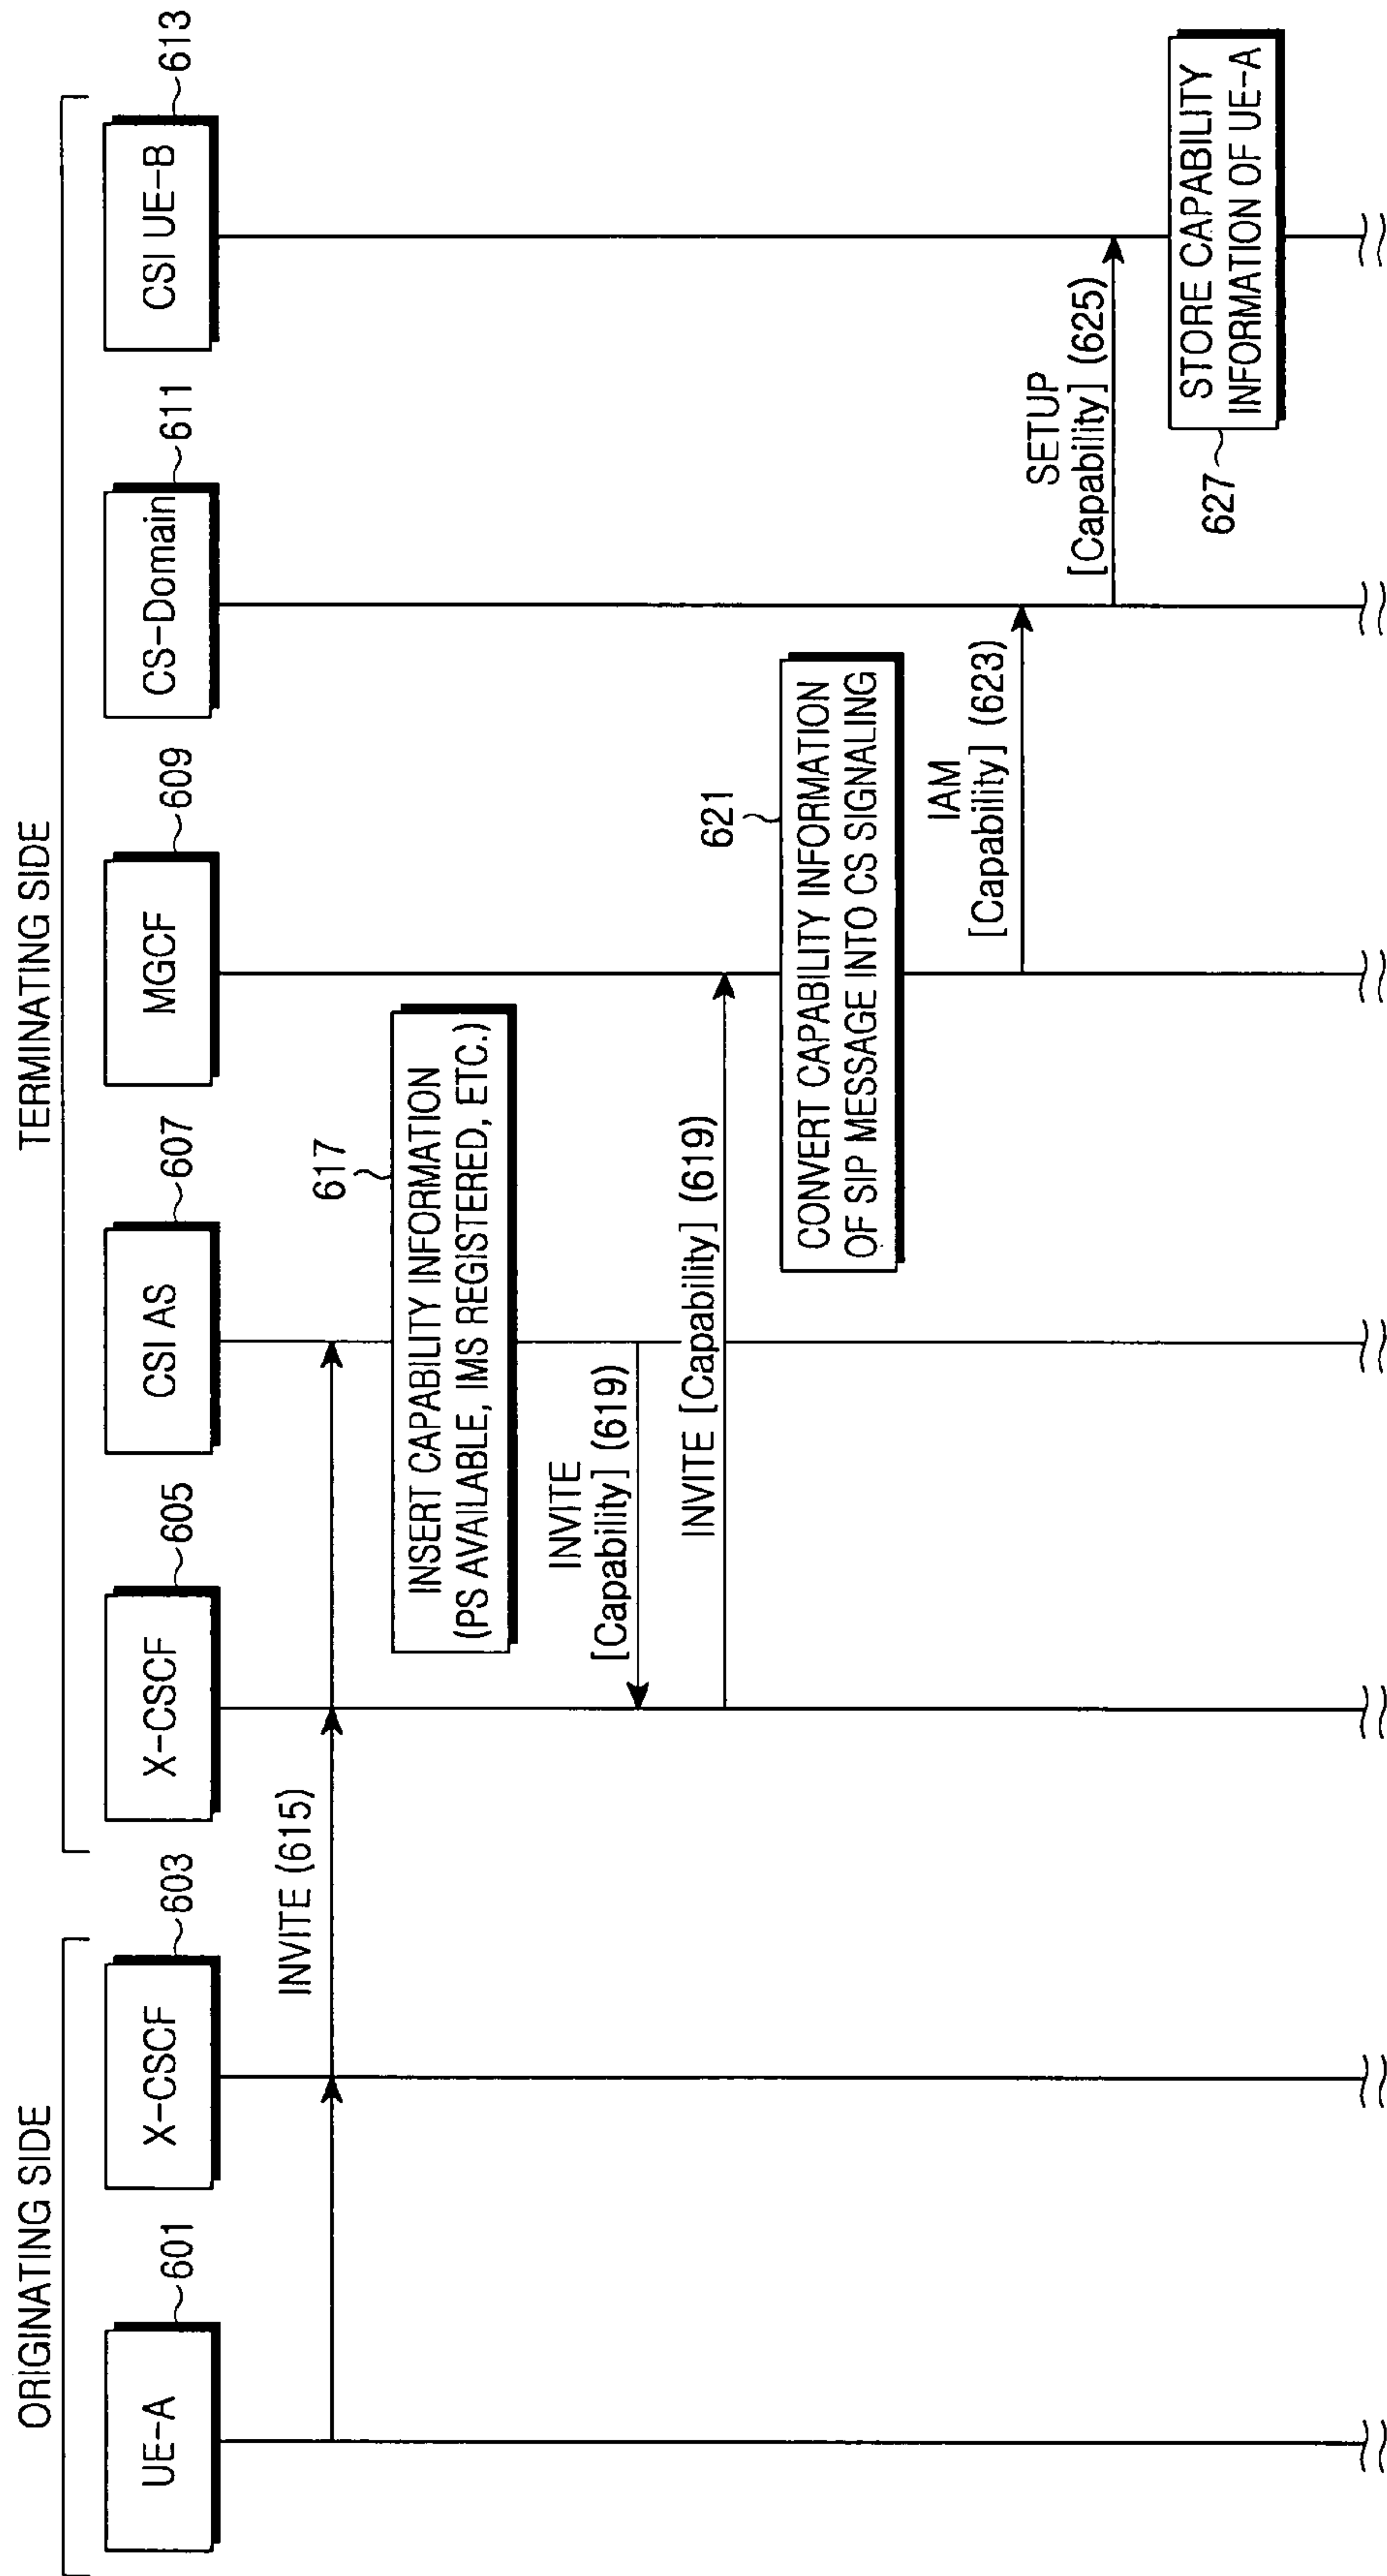 ORIGINATING SIDE
TERMINATING SIDE
UE-A
601
X-CSCF
603
X-CSCF
605
CSI AS
607
MGCF
609
CS-Domain
611
CSI UE-B
613
INVITE (615)
617
INSERT CAPABILITY INFORMATION
(PS AVAILABLE, IMS REGISTERED, ETC.)
INVITE
[Capability] (619)
INVITE [Capability] (619)
621
CONVERT CAPABILITY INFORMATION
OF SIP MESSAGE INTO CS SIGNALING
IAM
[Capability] (623)
SETUP
[Capability] (625)
627
STORE CAPABILITY
INFORMATION OF UE-A